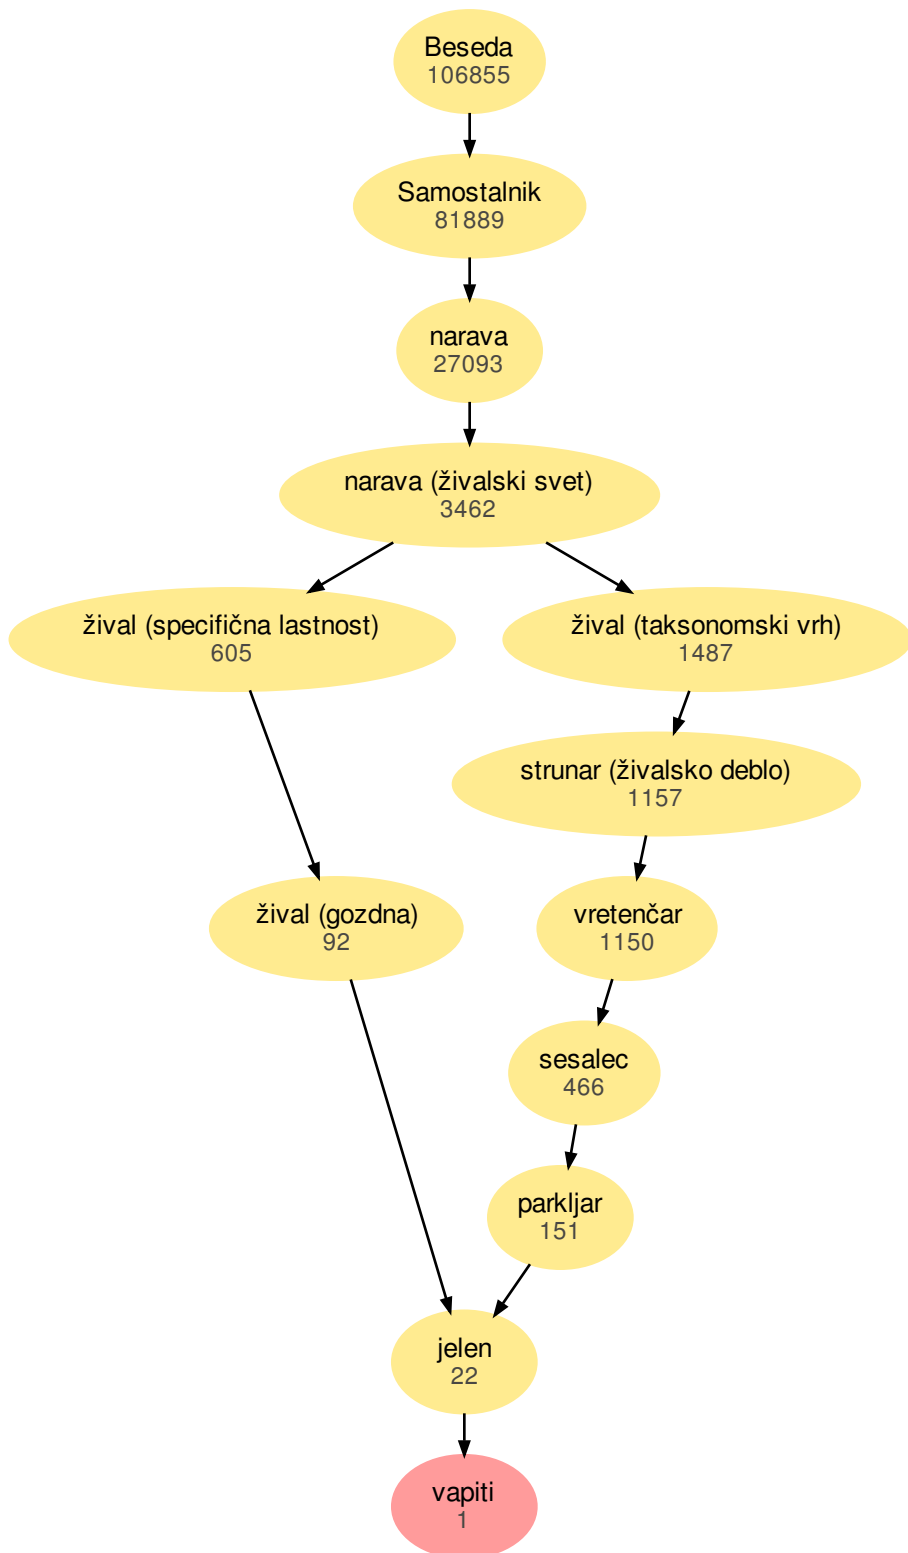 Beseda
106855
Samostalnik
81889
narava
27093
narava (živalski svet)
3462
žival (specifična lastnost)
605
žival (taksonomski vrh)
1487
strunar (živalsko deblo)
1157
žival (gozdna)
92
vretenčar
1150
sesalec
466
parkljar
151
jelen
22
vapiti
1